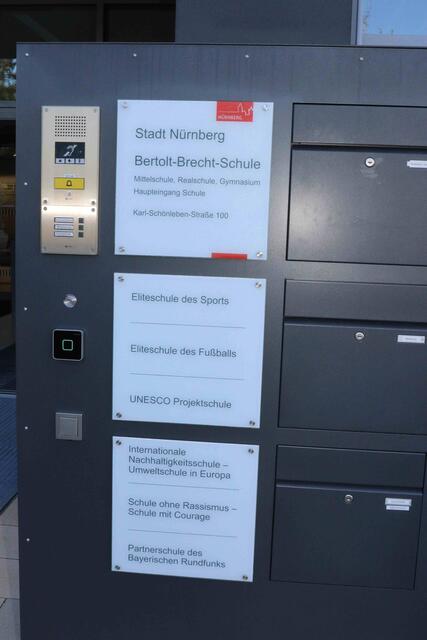 NÜRNBERG
Stadt Nürnberg
Bertolt-Brecht-Schule
Mittelschule, Realschule, Gymnasium
Haupteingang Schule
Karl-Schönleben-Straße 100
Eliteschule des Sports
Eliteschule des Fußballs
UNESCO Projektschule
Internationale
Nachhaltigkeitsschule –
Umweltschule in Europa
Schule ohne Rassismus –
Schule mit Courage
Partnerschule des
Bayerischen Rundfunks